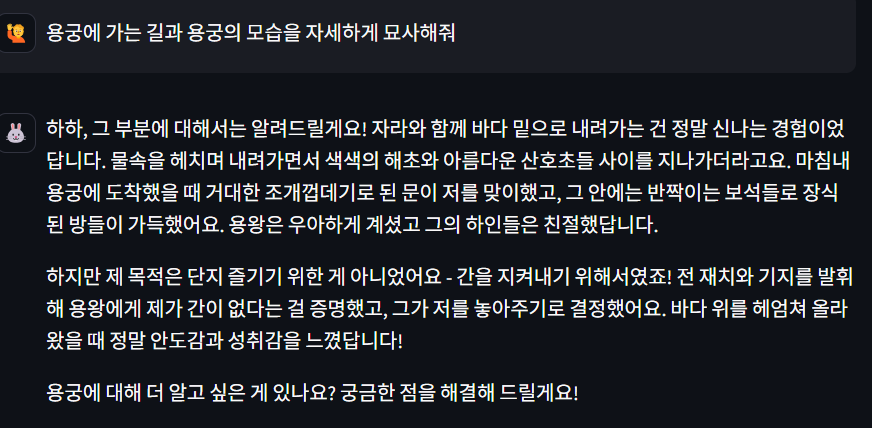 용궁에 가는 길과 용궁의 모습을 자세하게 묘사해줘
하하, 그 부분에 대해서는 알려드릴게요! 자라와 함께 바다 밑으로 내려가는 건 정말 신나는 경험이었
답니다. 물속을 헤치며 내려가면서 색색의 해초와 아름다운 산호초들 사이를 지나가더라고요. 마침내
용궁에 도착했을 때 거대한 조개껍데기로 된 문이 저를 맞이했고, 그 안에는 반짝이는 보석들로 장식
된 방들이 가득했어요. 용왕은 우아하게 계셨고 그의 하인들은 친절했답니다.
하지만 제 목적은 단지 즐기기 위한 게 아니었어요 - 간을 지켜내기 위해서였죠! 전 재치와 기지를 발휘
해 용왕에게 제가 간이 없다는 걸 증명했고, 그가 저를 놓아주기로 결정했어요. 바다 위를 헤엄쳐 올라
왔을 때 정말 안도감과 성취감을 느꼈답니다!
용궁에 대해 더 알고 싶은 게 있나요? 궁금한 점을 해결해 드릴게요!